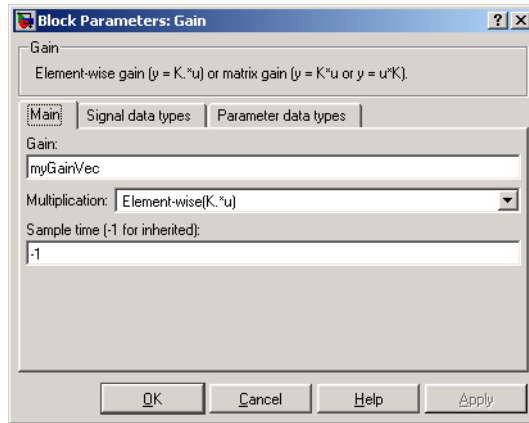 Block Parameters: Gain
Gain
Element-wise gain (y = K.*u) or matrix gain (y = K*u or y = u*K).
Main Signal data types Parameter data types
Gain:
myGainVec
Multiplication: Element-wise(K.*u)
Sample time (-1 for inherited):
-1
OK Cancel Help Apply